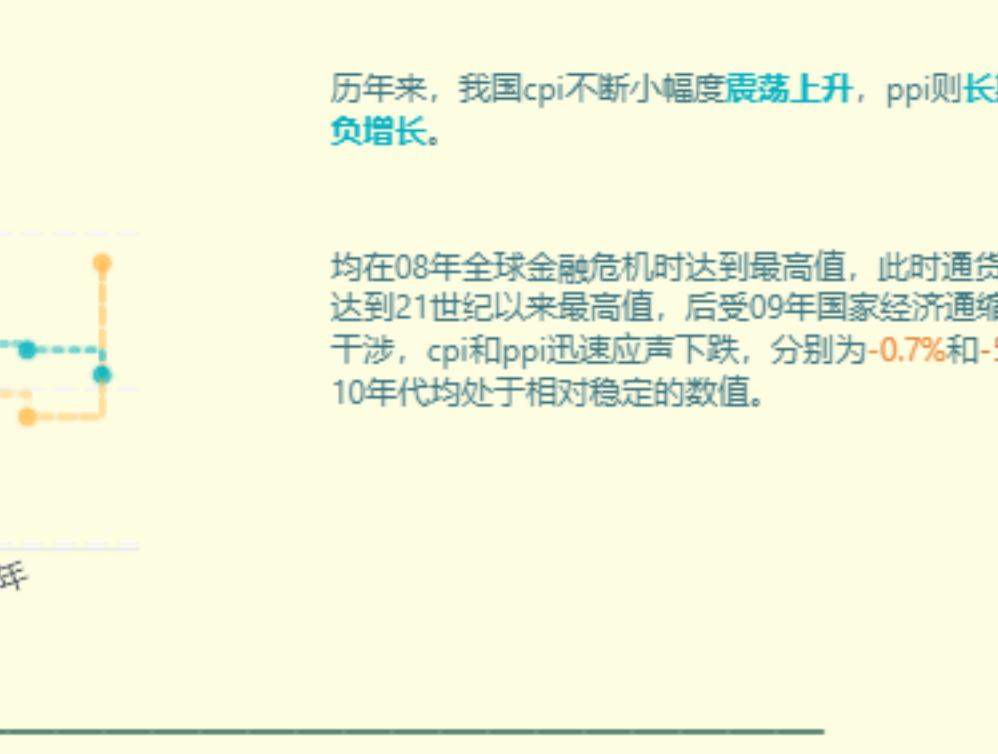 历年来，我国cpi不断小幅度震荡上升，ppi则长
负增长。
均在08年全球金融危机时达到最高值，此时通货
达到21世纪以来最高值，后受09年国家经济通缩
干涉，cpi和ppi迅速应声下跌，分别为-0.7%和-
10年代均处于相对稳定的数值。
年